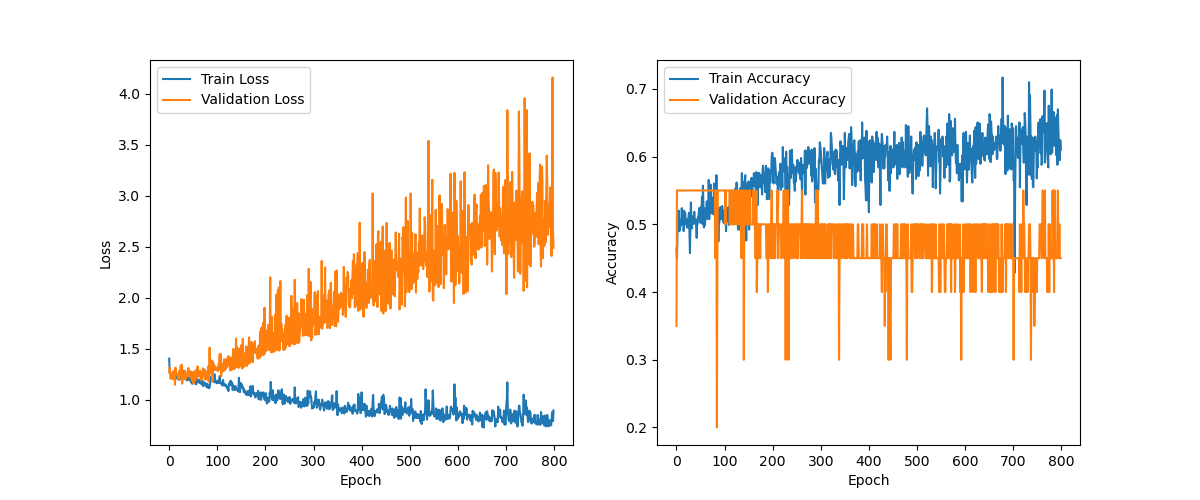 Train Loss
Validation Loss
4.0
3.5
3.0
2.5
2.0
1.5
1.0
Loss
0 100 200 300 400 500 600 700 800
Epoch
Train Accuracy
Validation Accuracy
0.7
0.6
0.5
0.4
0.3
0.2
Accuracy
0 100 200 300 400 500 600 700 800
Epoch